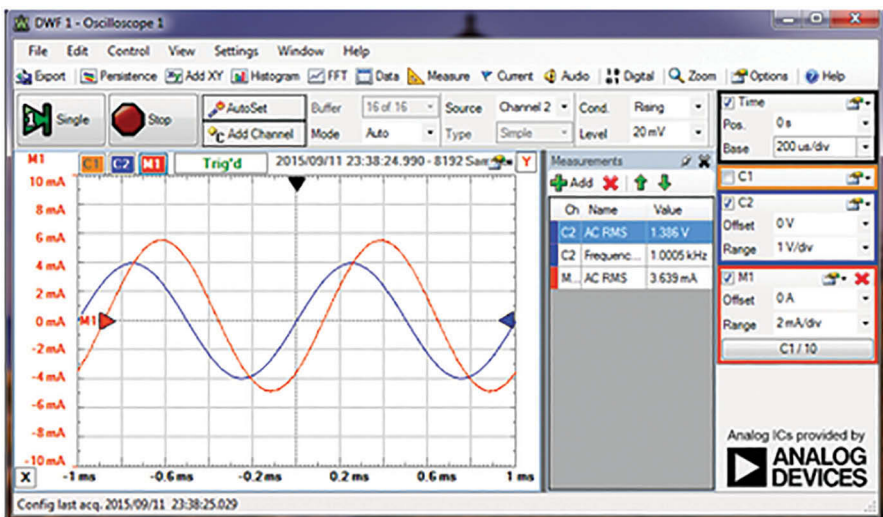 DWF 1 - Oscilloscope 1
File Edit Control View Settings Window Help
Export Persistence Add XY Histogram FFT Data Measure Current Audio Digital Zoom Options Help
Single Stop AutoSet Buffer 16 of 16 Source Channel 2 Cond. Rising
Add Channel Mode Auto Type Simple Level 20 mV
Time
Pos. 0 s
Base 200 us/div
M1 C1 C2 M1 Trig'd 2015/09/11 23:38:24.990 - 8192 Sam Y
10 mA
8 mA
6 mA
4 mA
2 mA
0 mA M1
-2 mA
-4 mA
-6 mA
-8 mA
-10 mA
X -1 ms -0.6 ms -0.2 ms 0.2 ms 0.6 ms 1 ms
Measurements
Add
Ch Name Value
C2 AC RMS 1.386 V
C2 Frequenc... 1.0005 kHz
M... AC RMS 3.639 mA
C1
C2
Offset 0 V
Range 1 V/div
M1
Offset 0 A
Range 2 mA/div
C1 / 10
Analog ICs provided by
ANALOG
DEVICES
Config last acq. 2015/09/11 23:38:25.029